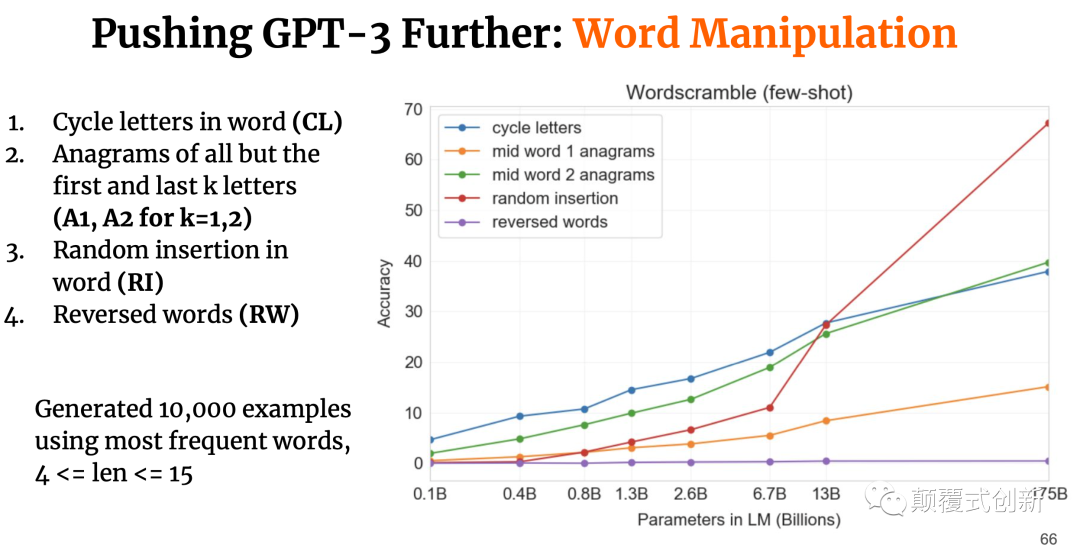 Pushing GPT-3 Further: Word Manipulation
1. Cycle letters in word (CL)
2. Anagrams of all but the
first and last k letters
(A1, A2 for k=1,2)
3. Random insertion in
word (RI)
4. Reversed words (RW)
Generated 10,000 examples
using most frequent words,
4 <= len <= 15
Wordscramble (few-shot)
cycle letters
mid word 1 anagrams
mid word 2 anagrams
random insertion
reversed words
Accuracy
70
60
50
40
30
20
10
0
0.1B 0.4B 0.8B 1.3B 2.6B 6.7B 13B 175B
Parameters in LM (Billions)
颠覆式创新
66